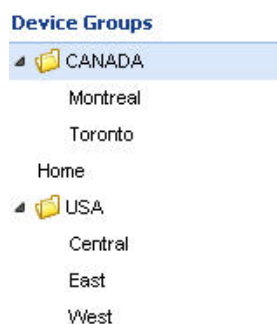 Device Groups
CANADA
Montreal
Toronto
Home
USA
Central
East
West